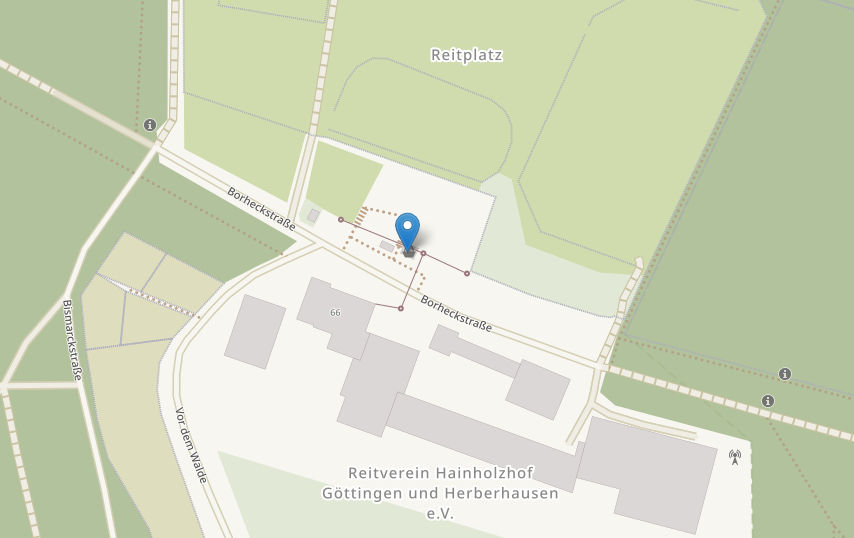 Reitplatz
Borheckstraße
Bismarckstraße
66
Borheckstraße
Vor dem Walde
Reitverein Hainholzhof
Göttingen und Herberhausen
e.V.